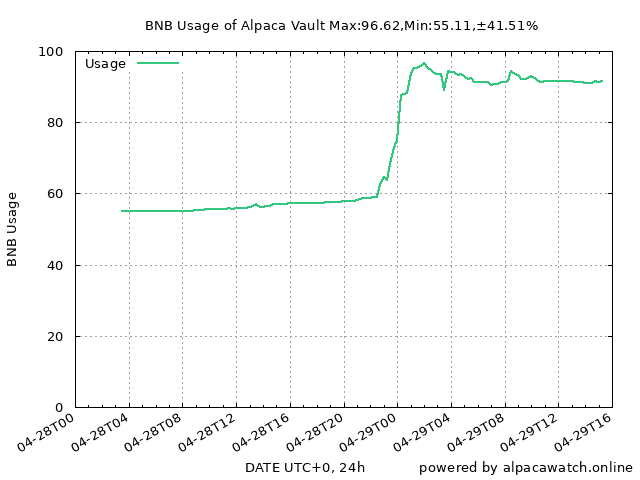 BNB Usage of Alpaca Vault Max:96.62,Min:55.11,±41.51%
Usage
100
80
60
40
20
0
BNB Usage
04-28T00
04-28T04
04-28T08
04-28T12
04-28T16
04-28T20
04-29T00
04-29T04
04-29T08
04-29T12
04-29T16
DATE UTC+0, 24h
powered by alpacawatch.online